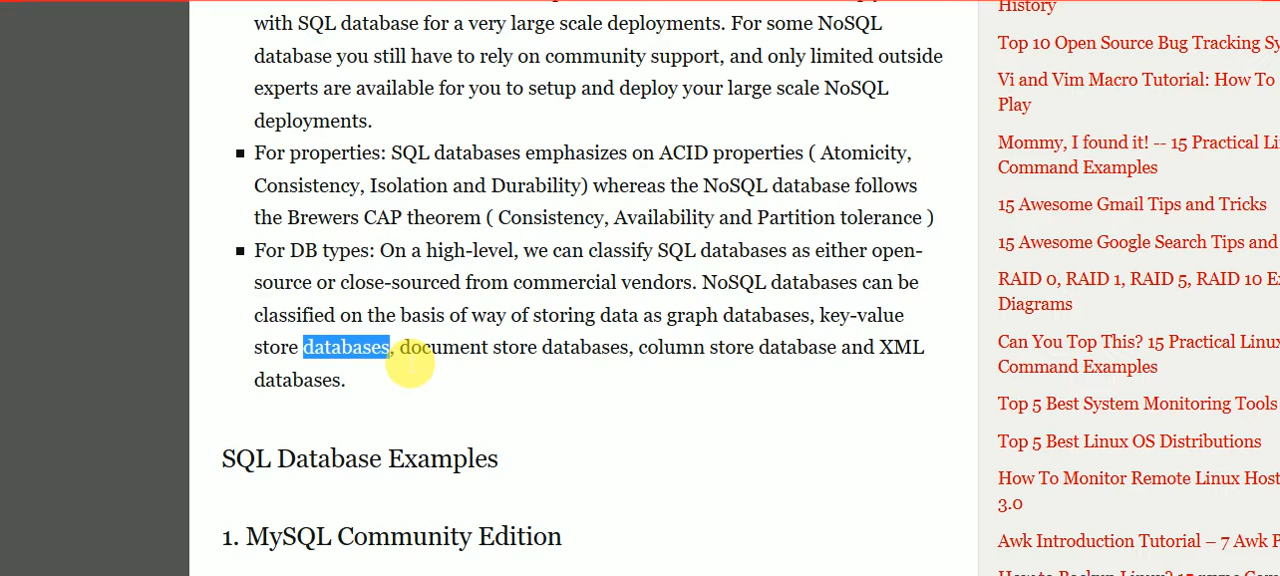 with SQL database for a very large scale deployments. For some NoSQL
database you still have to rely on community support, and only limited outside
experts are available for you to setup and deploy your large scale NoSQL
deployments.
For properties: SQL databases emphasizes on ACID properties ( Atomicity,
Consistency, Isolation and Durability) whereas the NoSQL database follows
the Brewers CAP theorem ( Consistency, Availability and Partition tolerance )
For DB types: On a high-level, we can classify SQL databases as either open-
source or close-sourced from commercial vendors. NoSQL databases can be
classified on the basis of way of storing data as graph databases, key-value
store databases, document store databases, column store database and XML
databases.
SQL Database Examples
1. MySQL Community Edition
History
Top 10 Open Source Bug Tracking Sy
Vi and Vim Macro Tutorial: How To
Play
Mommy, I found it! -- 15 Practical Li
Command Examples
15 Awesome Gmail Tips and Tricks
15 Awesome Google Search Tips and
RAID 0, RAID 1, RAID 5, RAID 10 Ex
Diagrams
Can You Top This? 15 Practical Linux
Command Examples
Top 5 Best System Monitoring Tools
Top 5 Best Linux OS Distributions
How To Monitor Remote Linux Host
3.0
Awk Introduction Tutorial – 7 Awk P